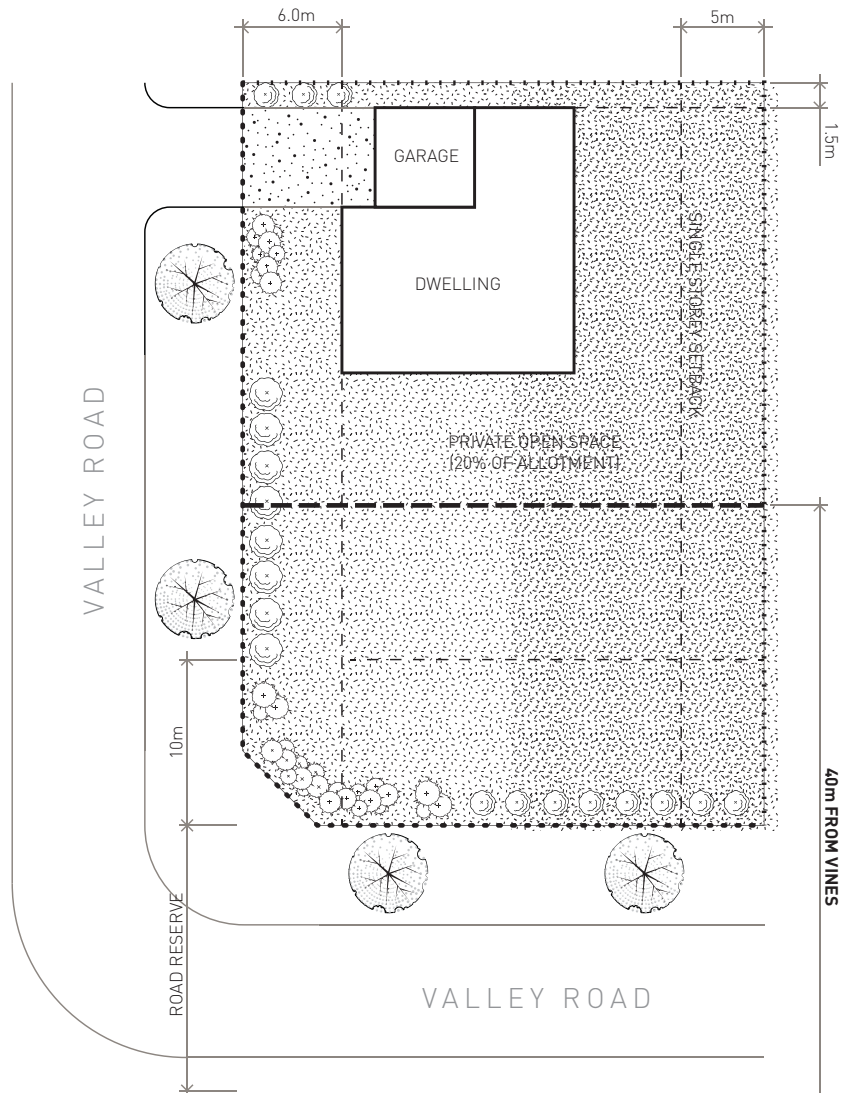 6.0m
5m
1.5m
GARAGE
SINGLE STOREY SETBACK
DWELLING
VALLEY ROAD
PRIVATE OPEN SPACE
(20% OF ALLOTMENT)
10m
40m FROM VINES
ROAD RESERVE
VALLEY ROAD